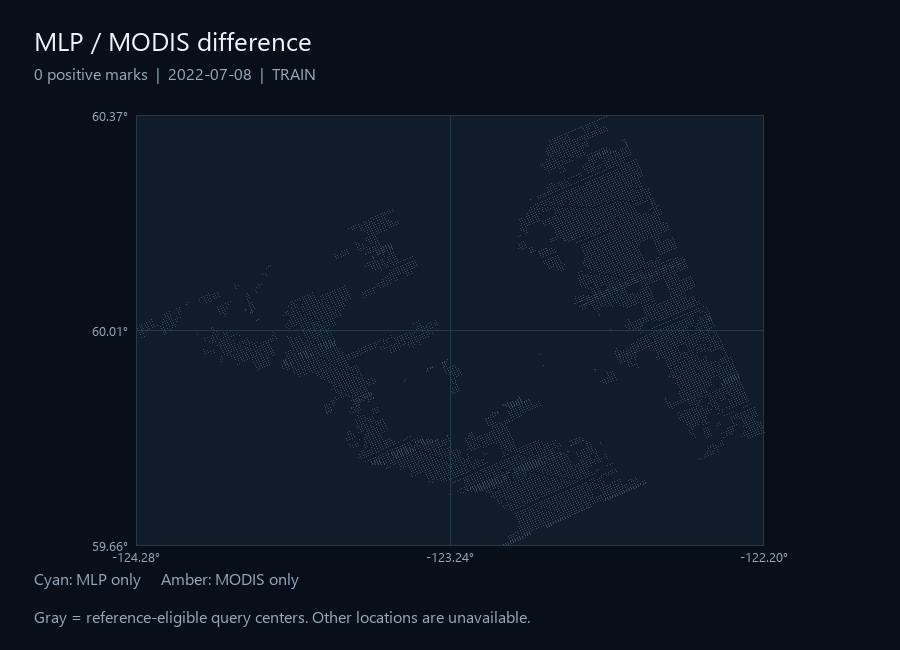 MLP / MODIS difference
0 positive marks | 2022-07-08 | TRAIN
60.37°
60.01°
59.66°
-124.28° -123.24° -122.20°
Cyan: MLP only Amber: MODIS only
Gray = reference-eligible query centers. Other locations are unavailable.